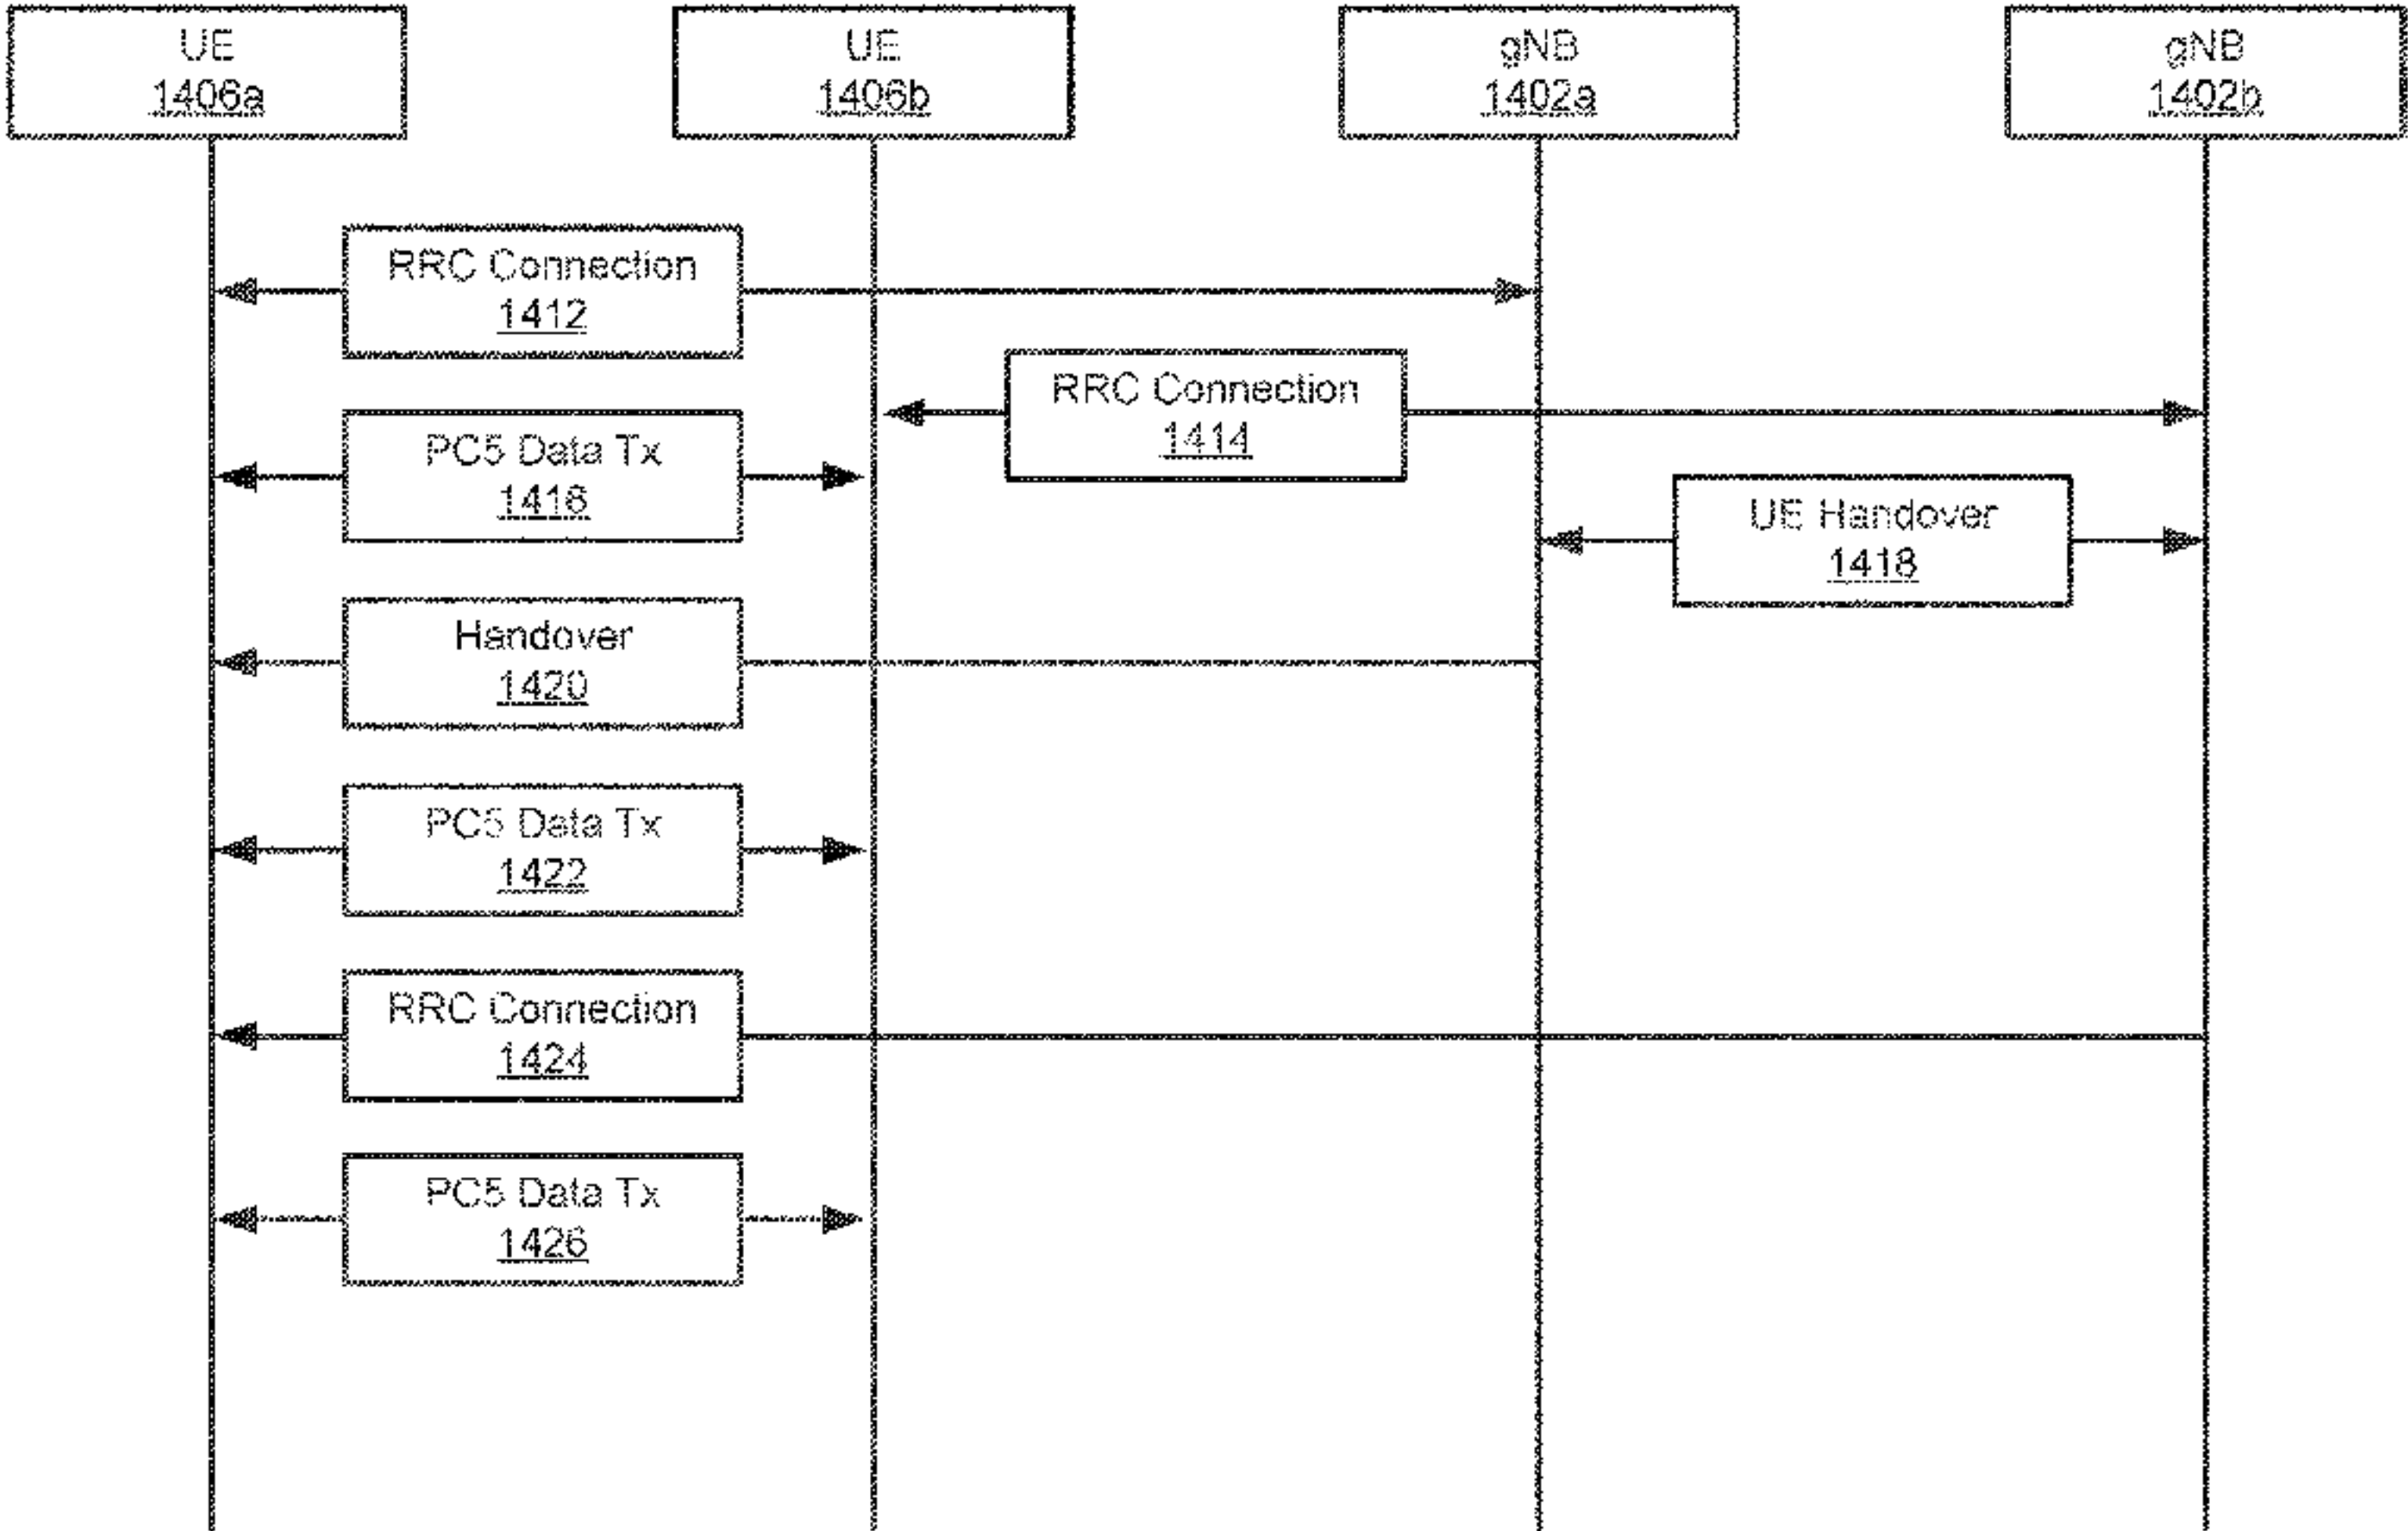 UE
1406a
UE
1406b
gNB
1402a
gNB
1402b
RRC Connection
1412
RRC Connection
1414
PC5 Data Tx
1416
UE Handover
1418
Handover
1420
PC5 Data Tx
1422
RRC Connection
1424
PC5 Data Tx
1426